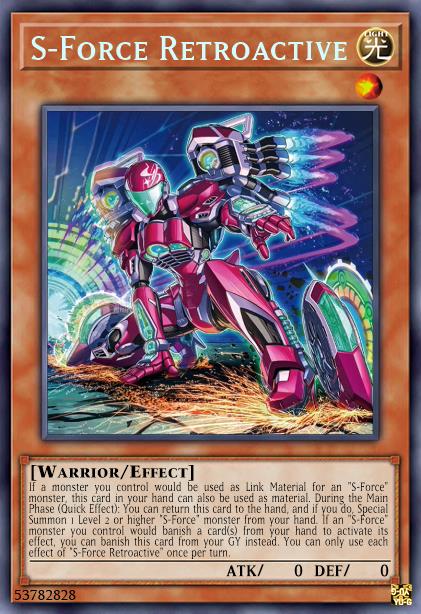 S-Force Retroactive
LIGHT
光
[Warrior/Effect]
If a monster you control would be used as Link Material for an "S-Force"
monster, this card in your hand can also be used as material. During the Main
Phase (Quick Effect): You can return this card to the hand, and if you do, Special
Summon 1 Level 2 or higher "S-Force" monster from your hand. If an "S-Force"
monster you control would banish a card(s) from your hand to activate its
effect, you can banish this card from your GY instead. You can only use each
effect of "S-Force Retroactive" once per turn.
ATK/ 0 DEF/ 0
53782828